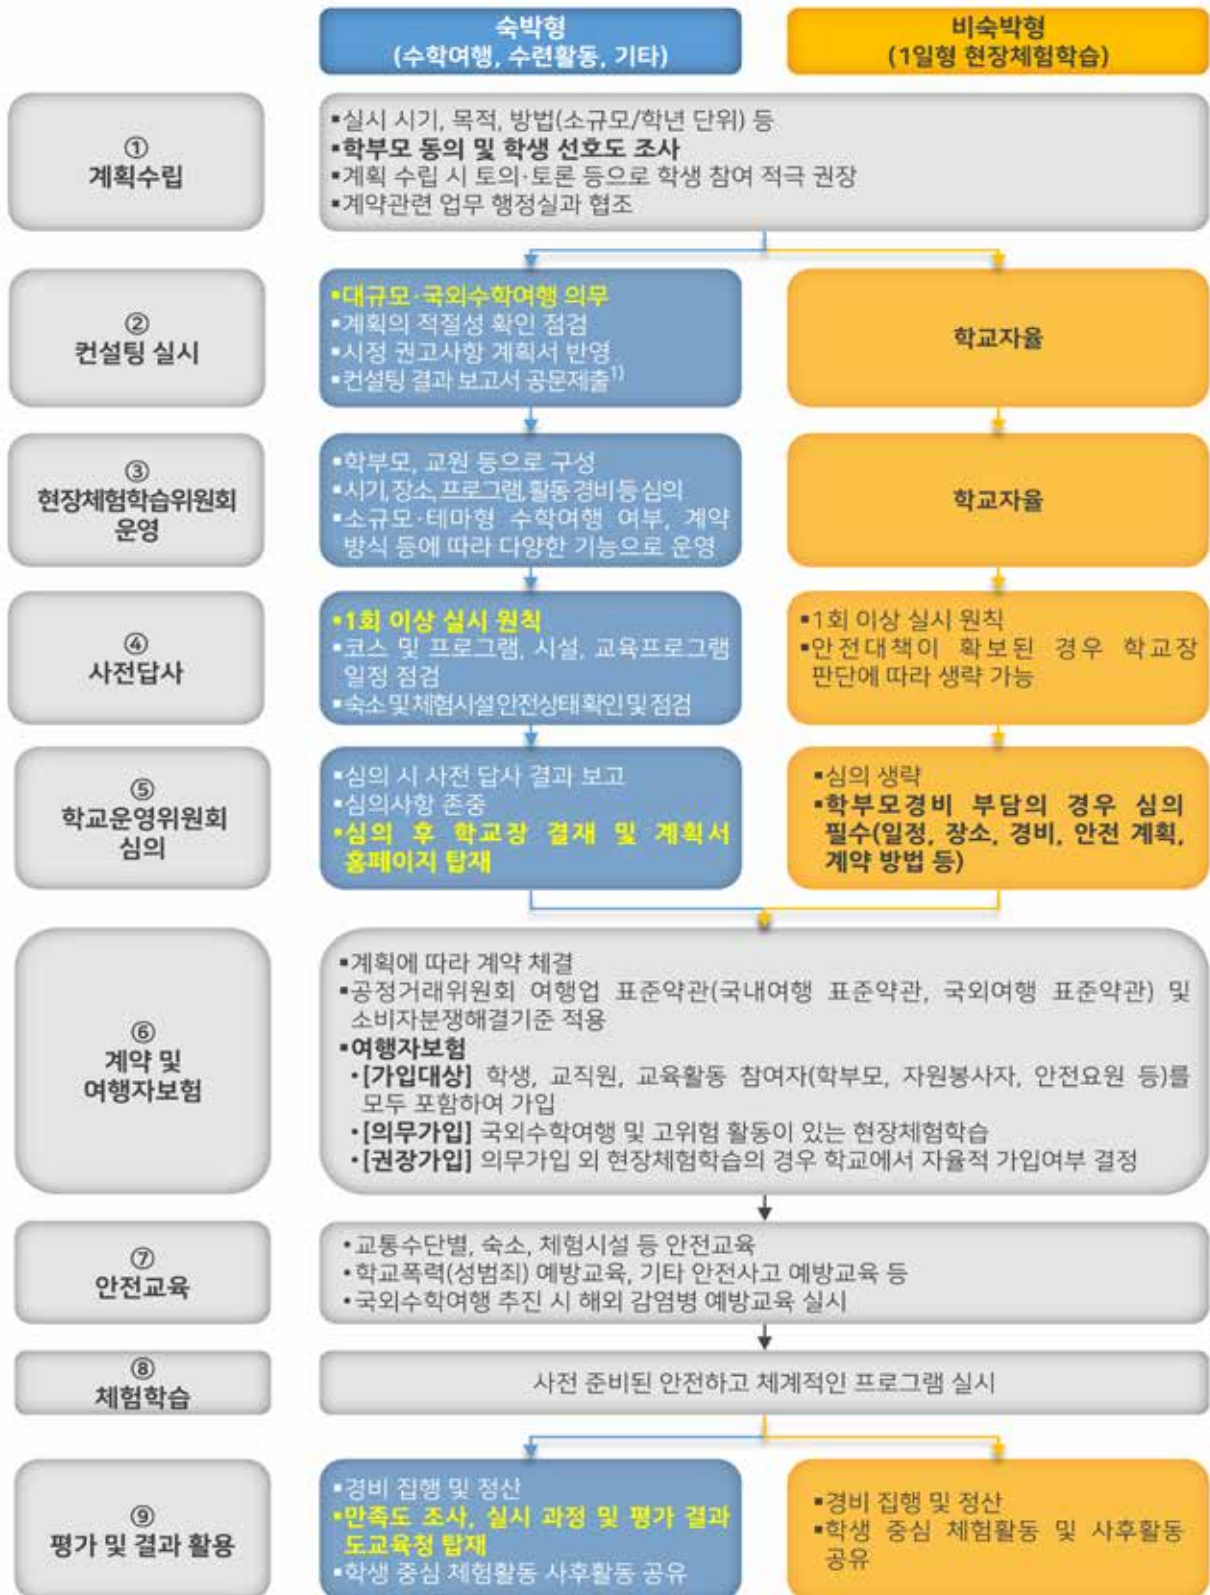 숙박형
(수학여행, 수련활동, 기타)
비숙박형
(1일형 현장체험학습)
①
계획수립
▪실시 시기, 목적, 방법(소규모/학년 단위) 등
▪학부모 동의 및 학생 선호도 조사
▪계획 수립 시 토의·토론 등으로 학생 참여 적극 권장
▪계약관련 업무 행정실과 협조
②
컨설팅 실시
▪대규모·국외수학여행 의무
▪계획의 적절성 확인 점검
▪시정 권고사항 계획서 반영
▪컨설팅 결과 보고서 공문제출1)
학교자율
③
현장체험학습위원회
운영
▪학부모, 교원 등으로 구성
▪시기, 장소, 프로그램, 활동 경비 등 심의
▪소규모·테마형 수학여행 여부, 계약
방식 등에 따라 다양한 기능으로 운영
학교자율
④
사전답사
▪1회 이상 실시 원칙
▪코스 및 프로그램, 시설, 교육프로그램
일정 점검
▪숙소 및 체험시설 안전상태 확인 및 점검
▪1회 이상 실시 원칙
▪안전대책이 확보된 경우 학교장
판단에 따라 생략 가능
⑤
학교운영위원회
심의
▪심의 시 사전 답사 결과 보고
▪심의사항 존중
▪심의 후 학교장 결재 및 계획서
홈페이지 탑재
▪심의 생략
▪학부모경비 부담의 경우 심의
필수(일정, 장소, 경비, 안전 계획,
계약 방법 등)
⑥
계약 및
여행자보험
▪계획에 따라 계약 체결
▪공정거래위원회 여행업 표준약관(국내여행 표준약관, 국외여행 표준약관) 및
소비자분쟁해결기준 적용
▪여행자보험
•[가입대상] 학생, 교직원, 교육활동 참여자(학부모, 자원봉사자, 안전요원 등)를
모두 포함하여 가입
•[의무가입] 국외수학여행 및 고위험 활동이 있는 현장체험학습
•[권장가입] 의무가입 외 현장체험학습의 경우 학교에서 자율적 가입여부 결정
⑦
안전교육
•교통수단별, 숙소, 체험시설 등 안전교육
•학교폭력(성범죄) 예방교육, 기타 안전사고 예방교육 등
•국외수학여행 추진 시 해외 감염병 예방교육 실시
⑧
체험학습
사전 준비된 안전하고 체계적인 프로그램 실시
⑨
평가 및 결과 활용
▪경비 집행 및 정산
▪만족도 조사, 실시 과정 및 평가 결과
도교육청 탑재
▪학생 중심 체험활동 사후활동 공유
▪경비 집행 및 정산
▪학생 중심 체험활동 및 사후활동
공유